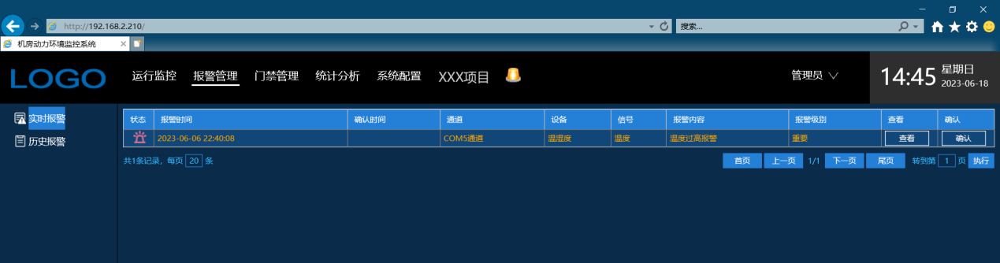 http://192.168.2.210/
搜索...
机房动力环境监控系统
LOGO
运行监控 报警管理 门禁管理 统计分析 系统配置 XXX项目
管理员
14:45
星期日
2023-06-18
实时报警
历史报警
状态 报警时间 确认时间 通道 设备 信号 报警内容 报警级别 查看 确认
2023-06-06 22:40:08 COM5通道 温湿度 温度 温度过高报警 重要 查看 确认
共1条记录，每页 20 条 首页 上一页 1/1 下一页 尾页 转到第 1 页 执行